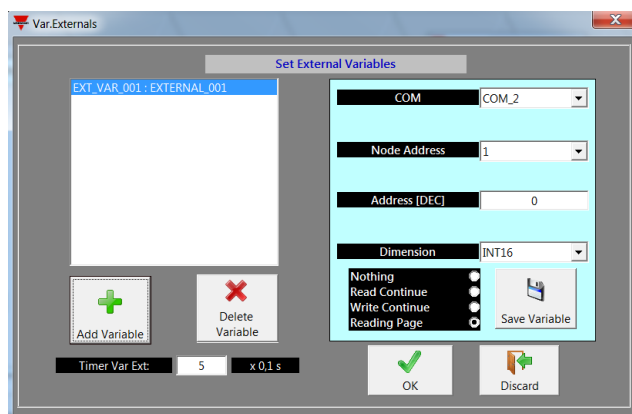 Var.Externals
Set External Variables
EXT_VAR_001 : EXTERNAL_001
COM COM_2
Node Address 1
Address [DEC] 0
Dimension INT16
Nothing
Read Continue
Write Continue
Reading Page
Save Variable
Add Variable
Delete
Variable
Timer Var Ext: 5 x 0,1 s
OK
Discard